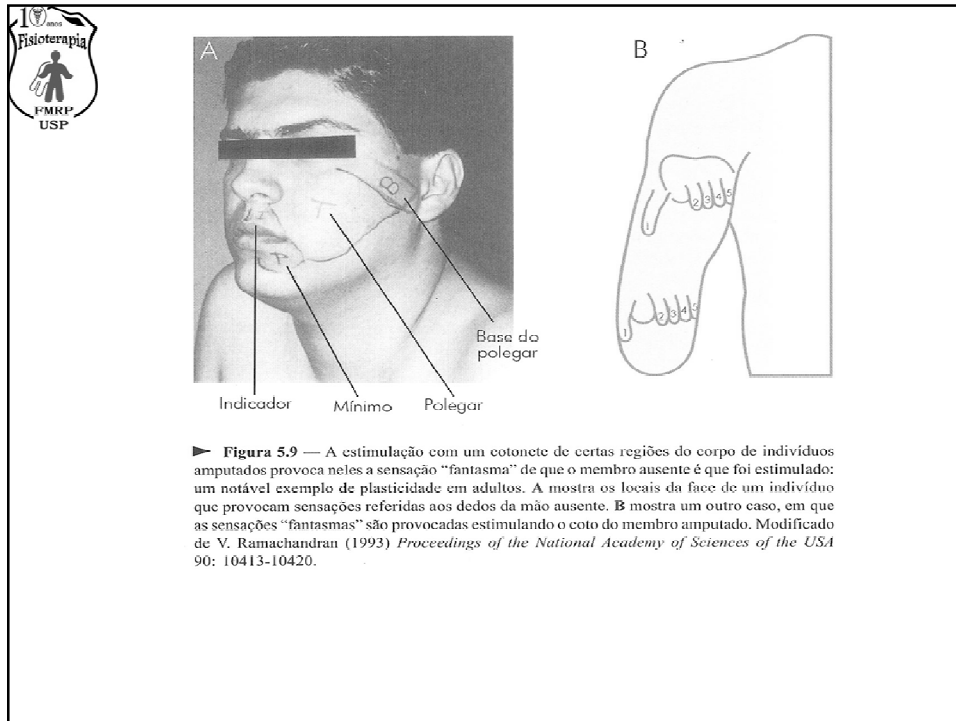 10 anos
Fisioterapia
FMRP
USP
A
B
B
T
I
P
Base do
polegar
Indicador
Mínimo
Polegar
1
2 3 4 5
1
2 3 4 5
► Figura 5.9 — A estimulação com um cotonete de certas regiões do corpo de indivíduos
amputados provoca neles a sensação “fantasma” de que o membro ausente é que foi estimulado:
um notável exemplo de plasticidade em adultos. A mostra os locais da face de um indivíduo
que provocam sensações referidas aos dedos da mão ausente. B mostra um outro caso, em que
as sensações “fantasmas” são provocadas estimulando o coto do membro amputado. Modificado
de V. Ramachandran (1993) Proceedings of the National Academy of Sciences of the USA
90: 10413-10420.